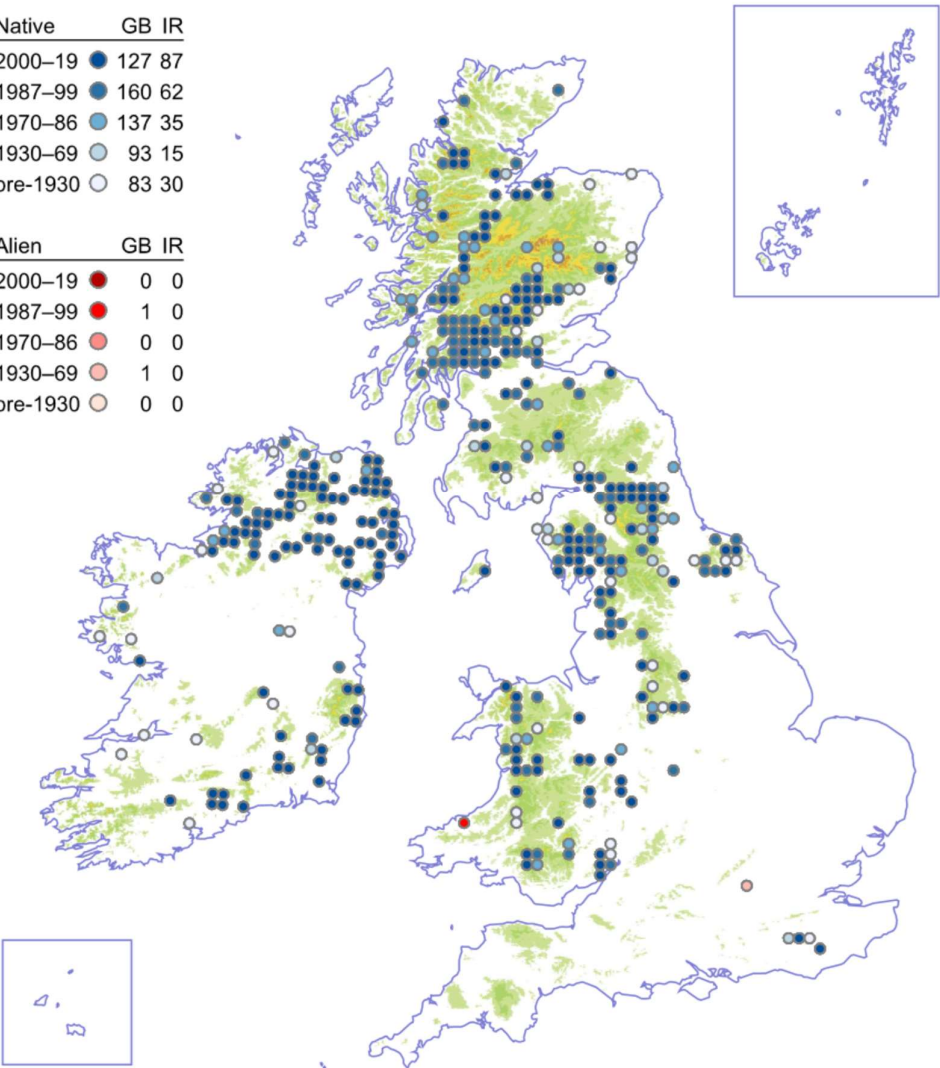 Native GB IR
2000–19 127 87
1987–99 160 62
1970–86 137 35
1930–69 93 15
pre-1930 83 30
Alien GB IR
2000–19 0 0
1987–99 1 0
1970–86 0 0
1930–69 1 0
pre-1930 0 0